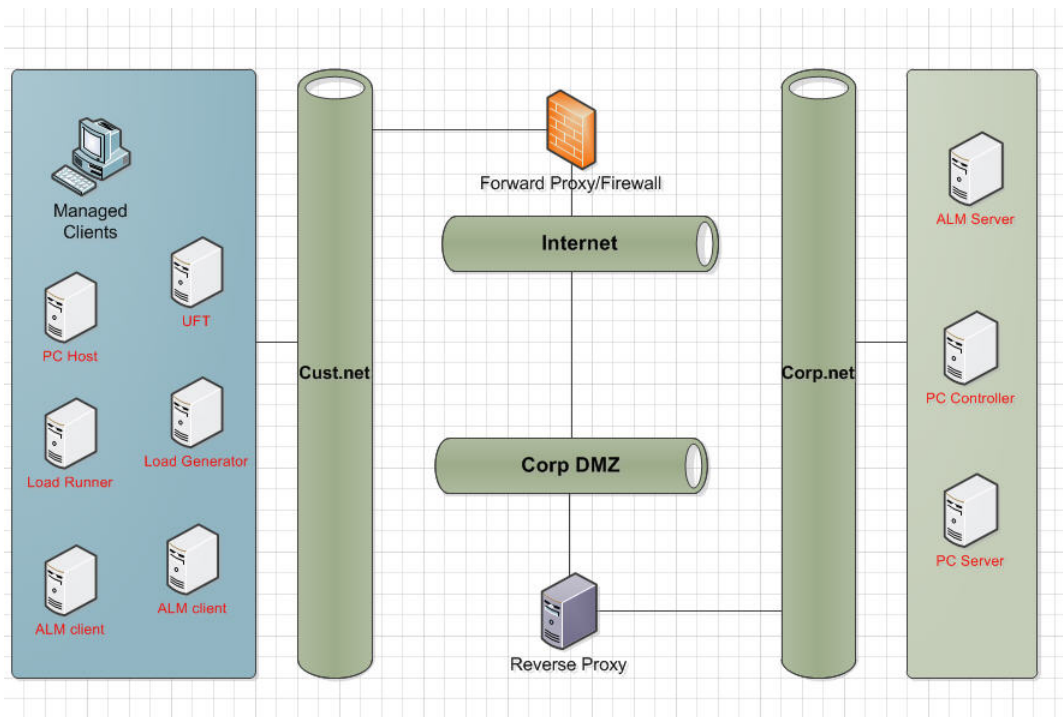 Managed
Clients
UFT
PC Host
Load Generator
Load Runner
ALM client
ALM client
Cust.net
Forward Proxy/Firewall
Internet
Corp DMZ
Reverse Proxy
Corp.net
ALM Server
PC Controller
PC Server